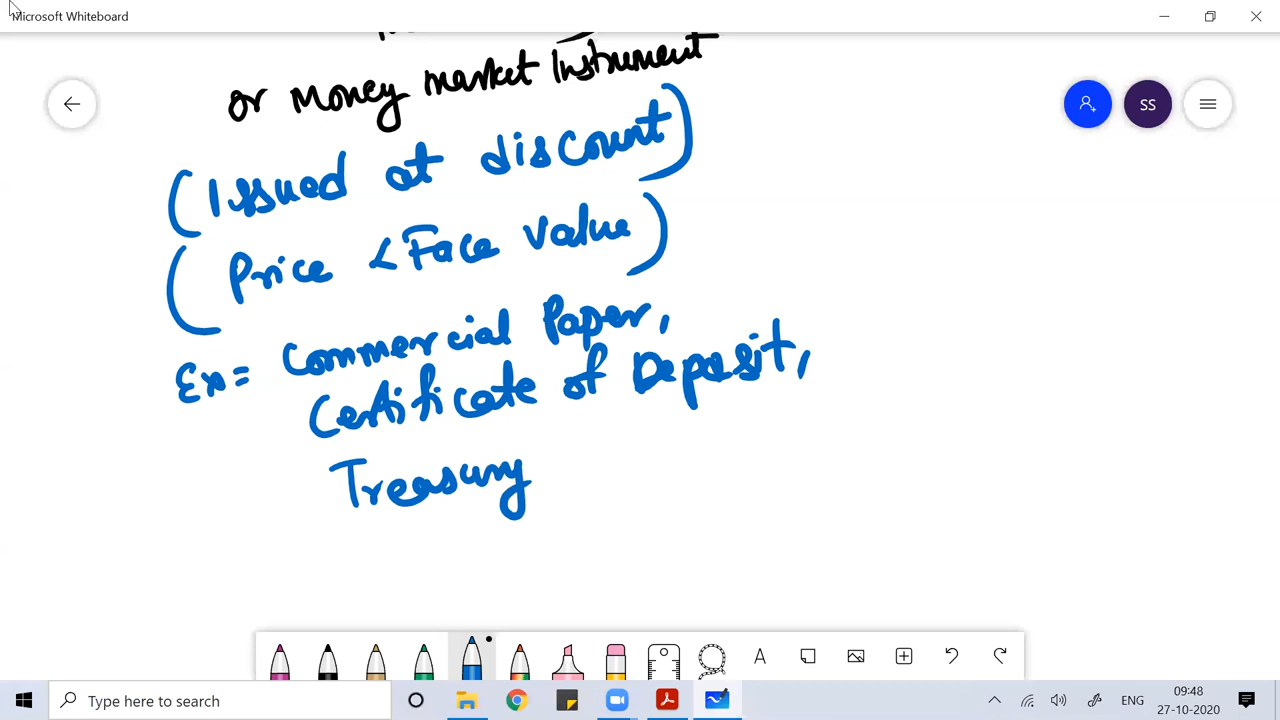 Microsoft Whiteboard
or Money market Instrument
(Issued at discount)
(Price < Face Value)
SS
Ex= Commercial Paper,
Certificate of Deposit,
Treasury
A
Type here to search
ENG
09:48
27-10-2020